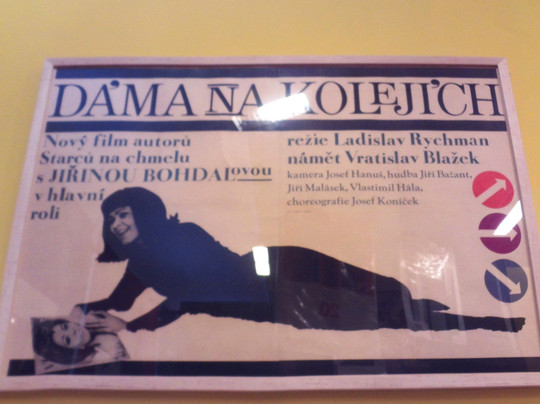 DÁMA NA KOLEJÍCH
Nový film autorů
Starců na chmelu
s JIŘINOU BOHDALovou
v hlavní
roli
režie Ladislav Rychman
námět Vratislav Blažek
kamera Josef Hanuš, hudba Jiří Bažant,
Jiří Malásek, Vlastimil Hála,
choreografie Josef Koníček